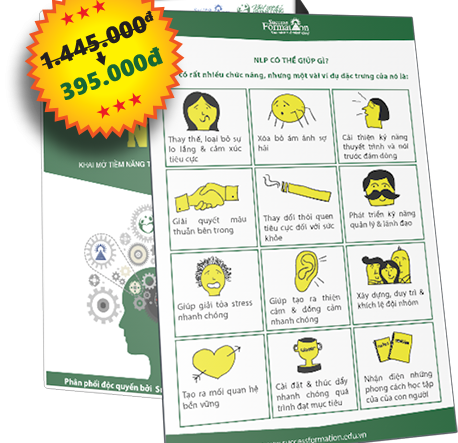 1.445.000đ
395.000đ
Success
Formation
NLP CÓ THỂ GIÚP GÌ?
có rất nhiều chức năng, nhưng một vài ví dụ đặc trưng của nó là:
Thay thế, loại bỏ sự
lo lắng & cảm xúc
tiêu cực
Xóa bỏ ám ảnh sợ
hãi
Cải thiện kỹ năng
thuyết trình và nói
trước đám đông
KHAI MỞ TIỀM NĂNG T
Giải quyết mâu
thuẫn bên trong
Thay đổi thói quen
tiêu cực đối với sức
khỏe
Phát triển kỹ năng
quản lý & lãnh đạo
Giúp giải tỏa stress
nhanh chóng
Giúp tạo ra thiện
cảm & đồng cảm
nhanh chóng
Xây dựng, duy trì &
khích lệ đội nhóm
Tạo ra mối quan hệ
bền vững
Cài đặt & thúc đẩy
nhanh chóng quá
trình đạt mục tiêu
Nhận diện những
phong cách học tập
của của con người
Phân phối độc quyền bởi S
successformation.edu.vn